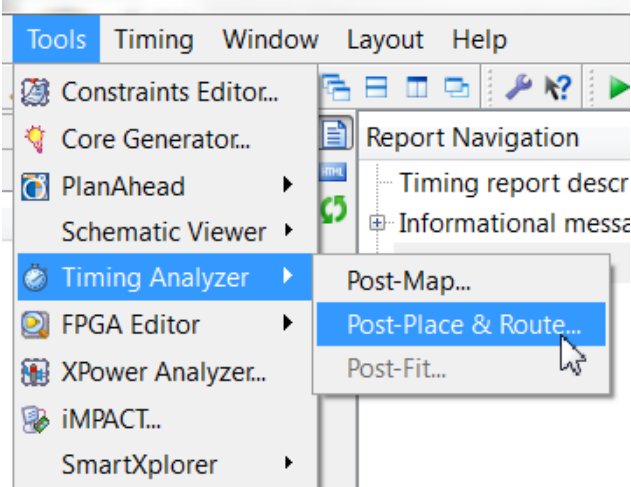 Tools Timing Window Layout Help
Constraints Editor...
Core Generator...
PlanAhead
Schematic Viewer
Timing Analyzer
FPGA Editor
XPower Analyzer...
iMPACT...
SmartXplorer
HTML
Report Navigation
Timing report descr
Informational messa
Post-Map...
Post-Place & Route...
Post-Fit...